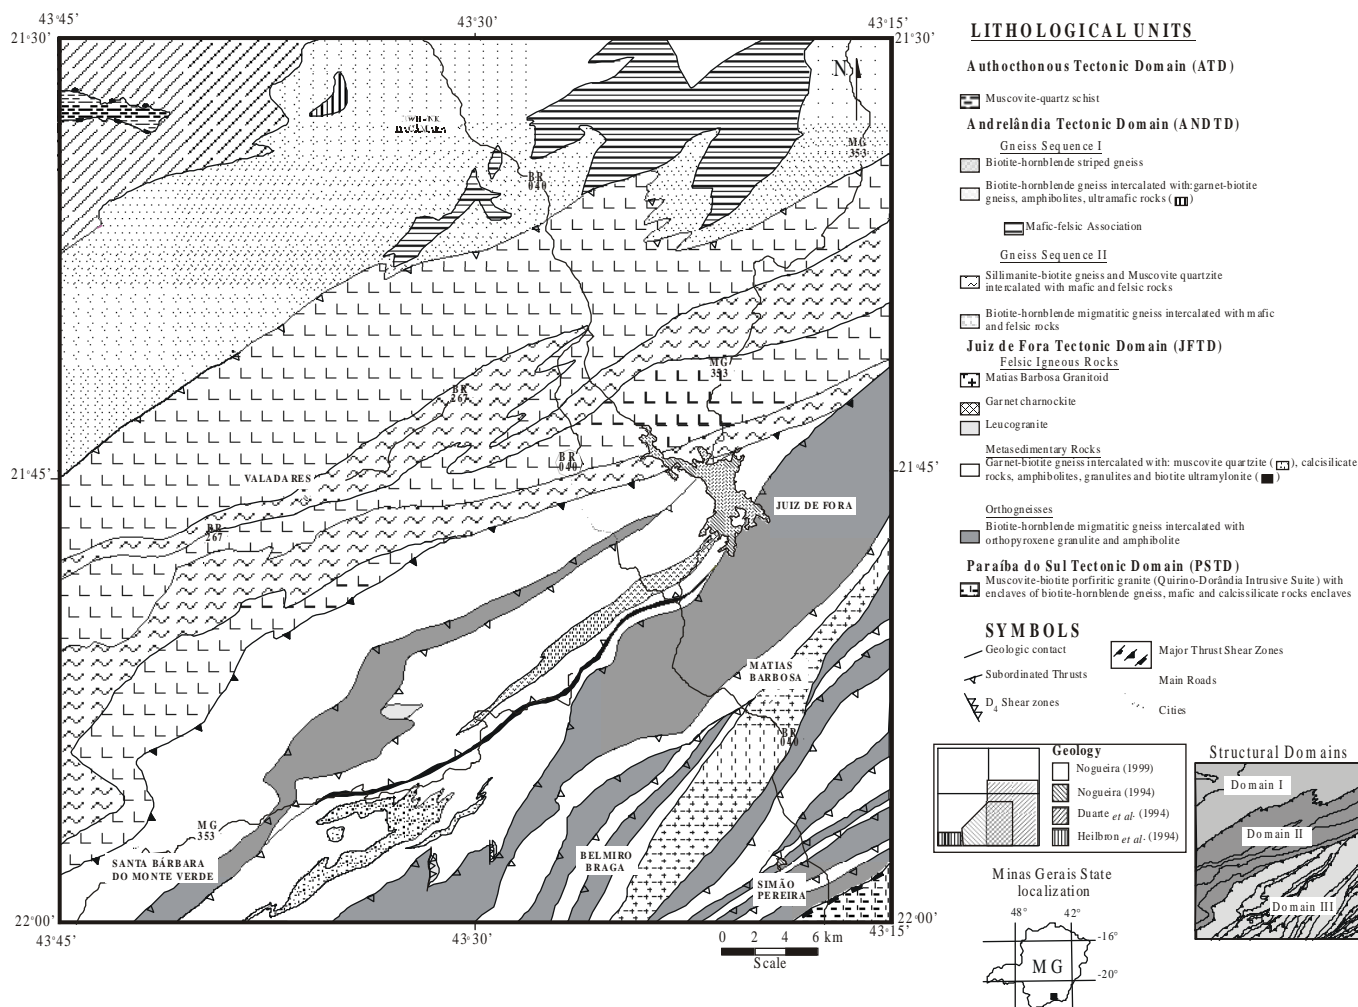 43°45'
43°30'
43°15'
21°30'
21°30'
N
MG
353
BR
040
MG
353
BR
267
BR
040
21°45'
21°45'
VALADARES
JUIZ DE FORA
BR
267
MATIAS
BARBOSA
BR
040
MG
353
SANTA BÁRBARA
DO MONTE VERDE
BELMIRO
BRAGA
SIMÃO
PEREIRA
22°00'
22°00'
43°45'
43°30'
43°15'
0 2 4 6 km
Scale
LITHOLOGICAL UNITS
Authocthonous Tectonic Domain (ATD)
Muscovite-quartz schist
Andrelândia Tectonic Domain (ANDTD)
Gneiss Sequence I
Biotite-hornblende striped gneiss
Biotite-hornblende gneiss intercalated with:garnet-biotite
gneiss, amphibolites, ultramafic rocks ( )
Mafic-felsic Association
Gneiss Sequence II
Sillimanite-biotite gneiss and Muscovite quartzite
intercalated with mafic and felsic rocks
Biotite-hornblende migmatitic gneiss intercalated with mafic
and felsic rocks
Juiz de Fora Tectonic Domain (JFTD)
Felsic Igneous Rocks
Matias Barbosa Granitoid
Garnet charnockite
Leucogranite
Metasedimentary Rocks
Garnet-biotite gneiss intercalated with: muscovite quartzite ( ), calcisilicate
rocks, amphibolites, granulites and biotite ultramylonite ( )
Orthogneisses
Biotite-hornblende migmatitic gneiss intercalated with
orthopyroxene granulite and amphibolite
Paraíba do Sul Tectonic Domain (PSTD)
Muscovite-biotite porfiritic granite (Quirino-Dorândia Intrusive Suite) with
enclaves of biotite-hornblende gneiss, mafic and calcissilicate rocks enclaves
SYMBOLS
Geologic contact
Major Thrust Shear Zones
Subordinated Thrusts
Main Roads
D4 Shear zones
Cities
Geology
Nogueira (1999)
Nogueira (1994)
Duarte et al. (1994)
Heilbron et al. (1994)
Structural Domains
Domain I
Domain II
Domain III
Minas Gerais State
localization
48° 42°
-16°
MG
-20°